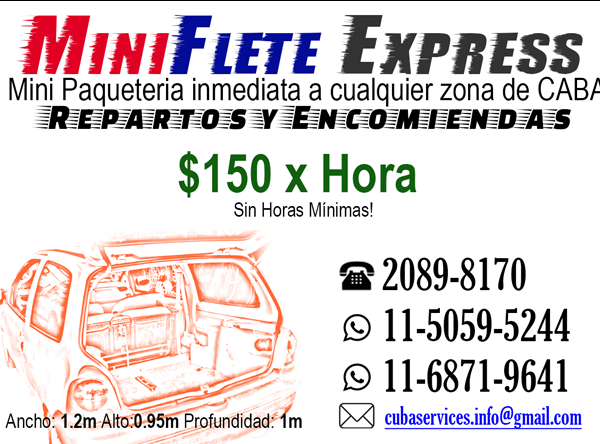 MiniFlete Express
Mini Paqueteria inmediata a cualquier zona de CABA
Repartos y Encomiendas
$150 x Hora
Sin Horas Mínimas!
2089-8170
11-5059-5244
11-6871-9641
cubaservices.info@gmail.com
Ancho: 1.2m Alto:0.95m Profundidad: 1m